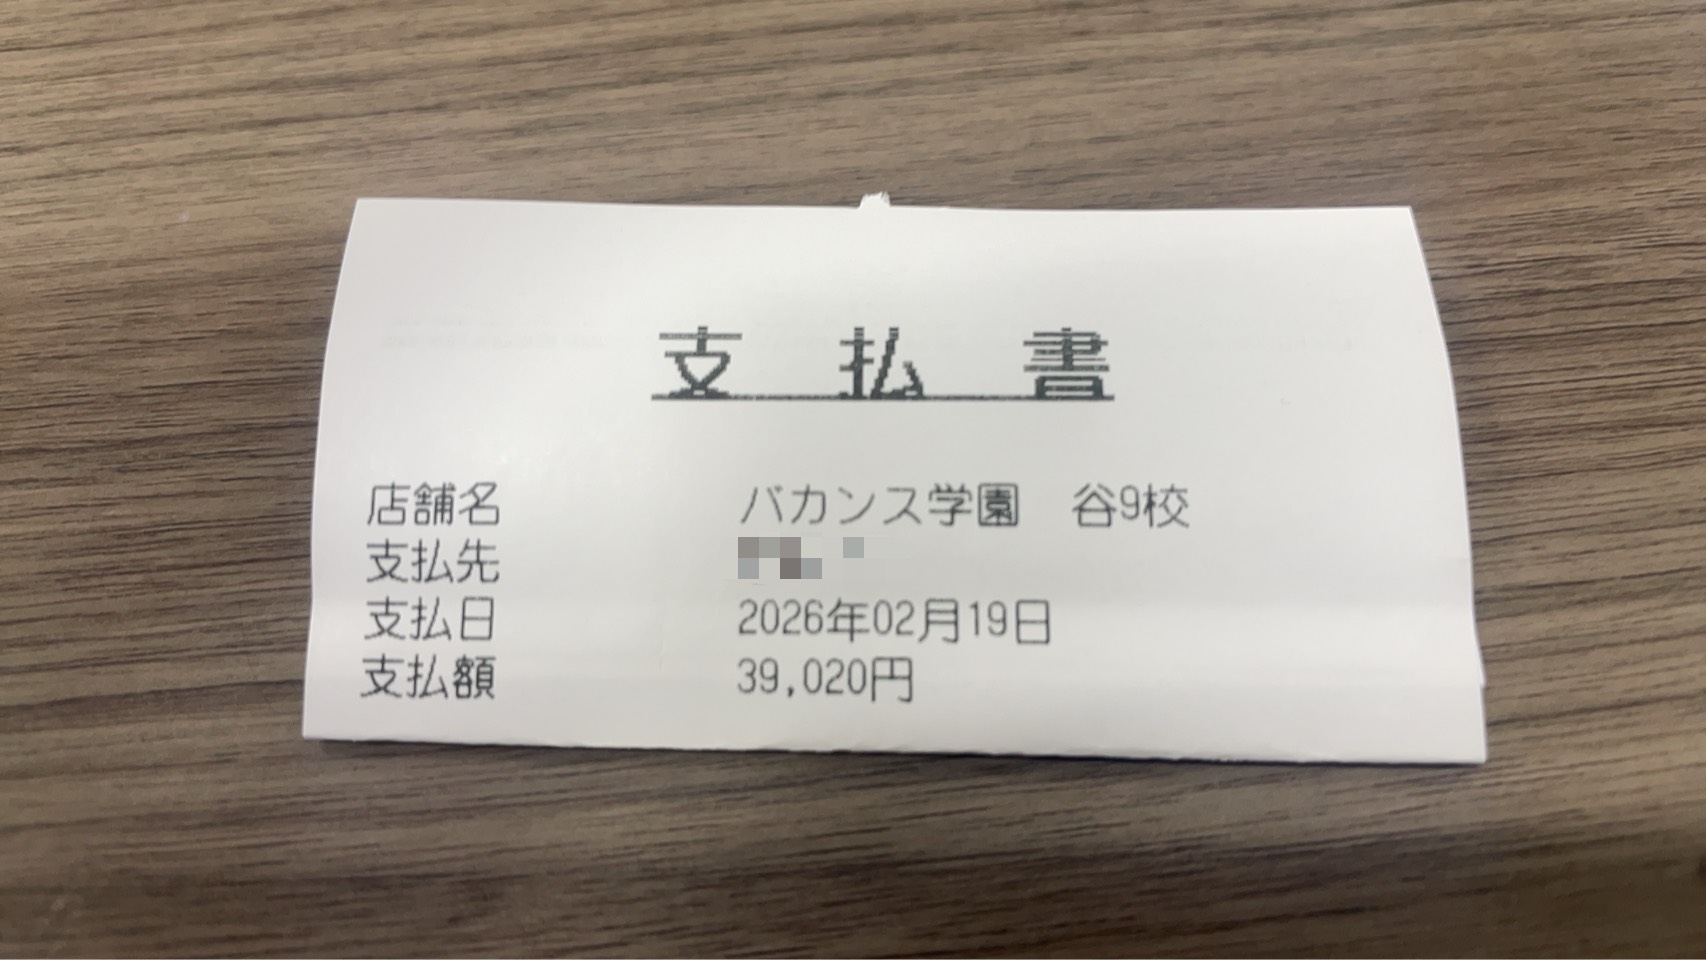 支払書
店舗名 バカンス学園 谷9校
支払先
支払日 2026年02月19日
支払額 39,020円